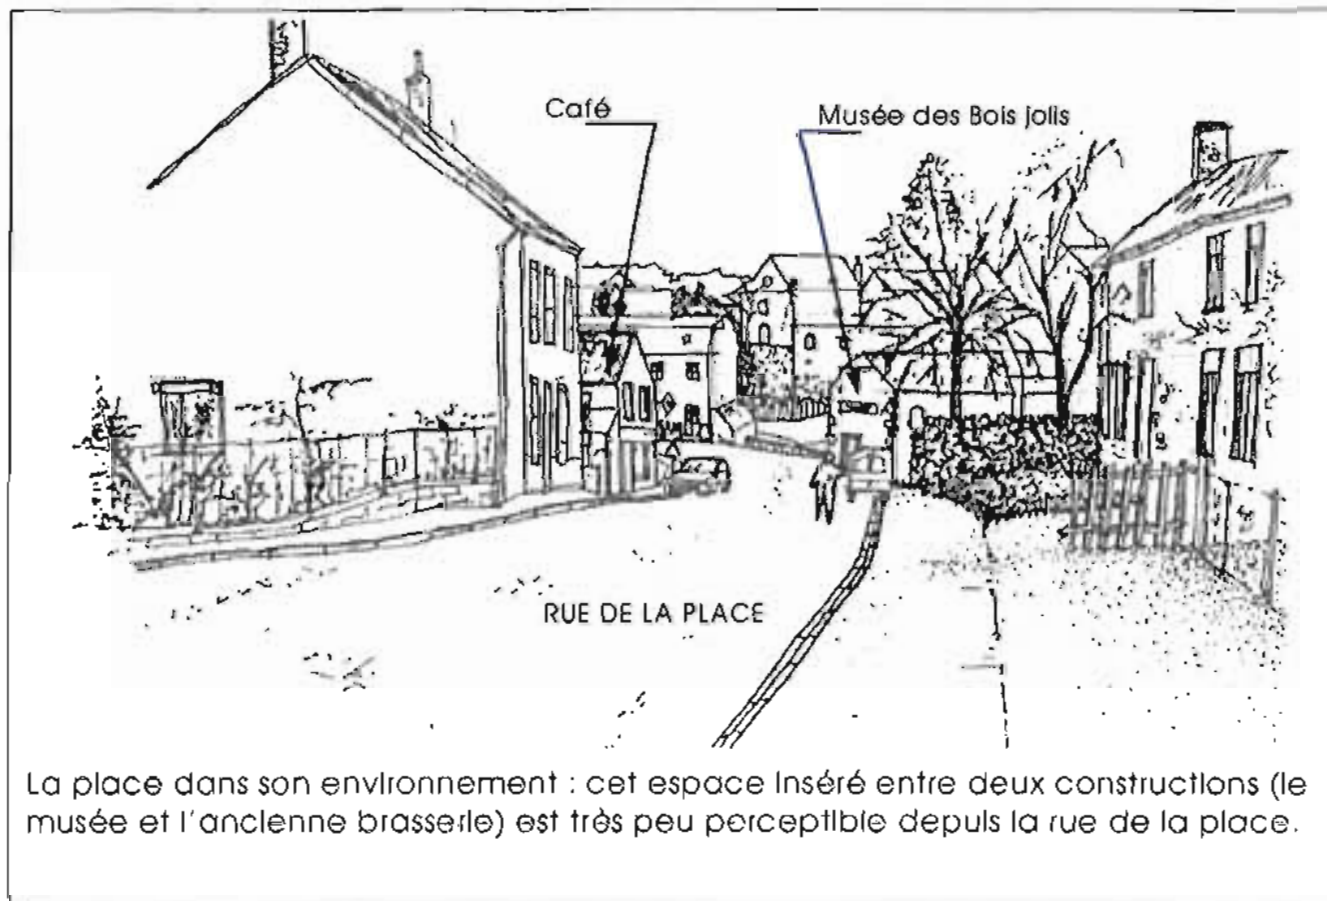 Café
Musée des Bois jolis
RUE DE LA PLACE
La place dans son environnement : cet espace inséré entre deux constructions (le
musée et l'ancienne brasserie) est très peu perceptible depuis la rue de la place.